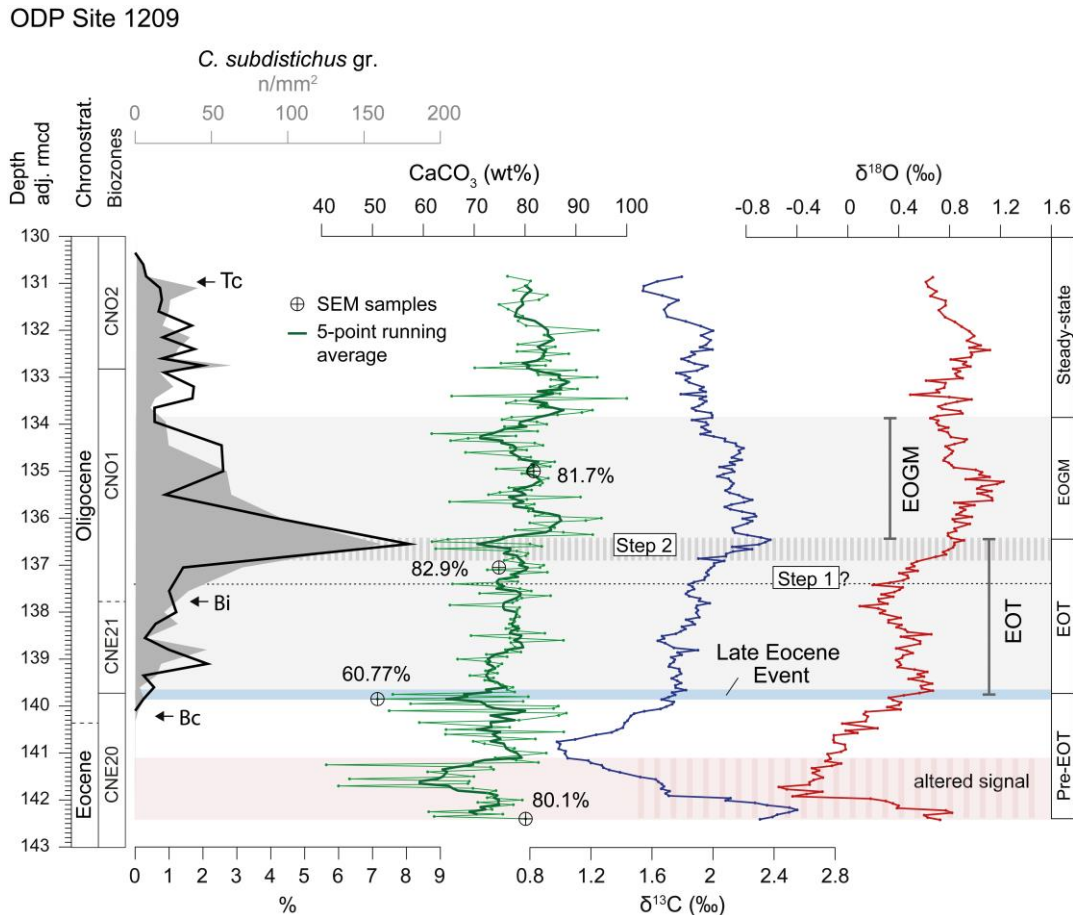 ODP Site 1209
C. subdistichus gr.
n/mm²
0 50 100 150 200
Depth
adj. rmcd
Chronostrat.
Biozones
CaCO₃ (wt%)
40 50 60 70 80 90 100
δ¹⁸O (‰)
-0.8 -0.4 0 0.4 0.8 1.2 1.6
130
131
132
133
134
135
136
137
138
139
140
141
142
143
Oligocene
Eocene
CNO2
CNO1
CNE21
CNE20
Tc
Bi
Bc
SEM samples
5-point running
average
81.7%
82.9%
60.77%
80.1%
Step 2
Step 1 ?
Late Eocene
Event
altered signal
EOGM
EOT
Steady-state
EOGM
EOT
Pre-EOT
0 1 2 3 4 5 6 7 8 9
%
0.8 1.2 1.6 2 2.4 2.8
δ¹³C (‰)